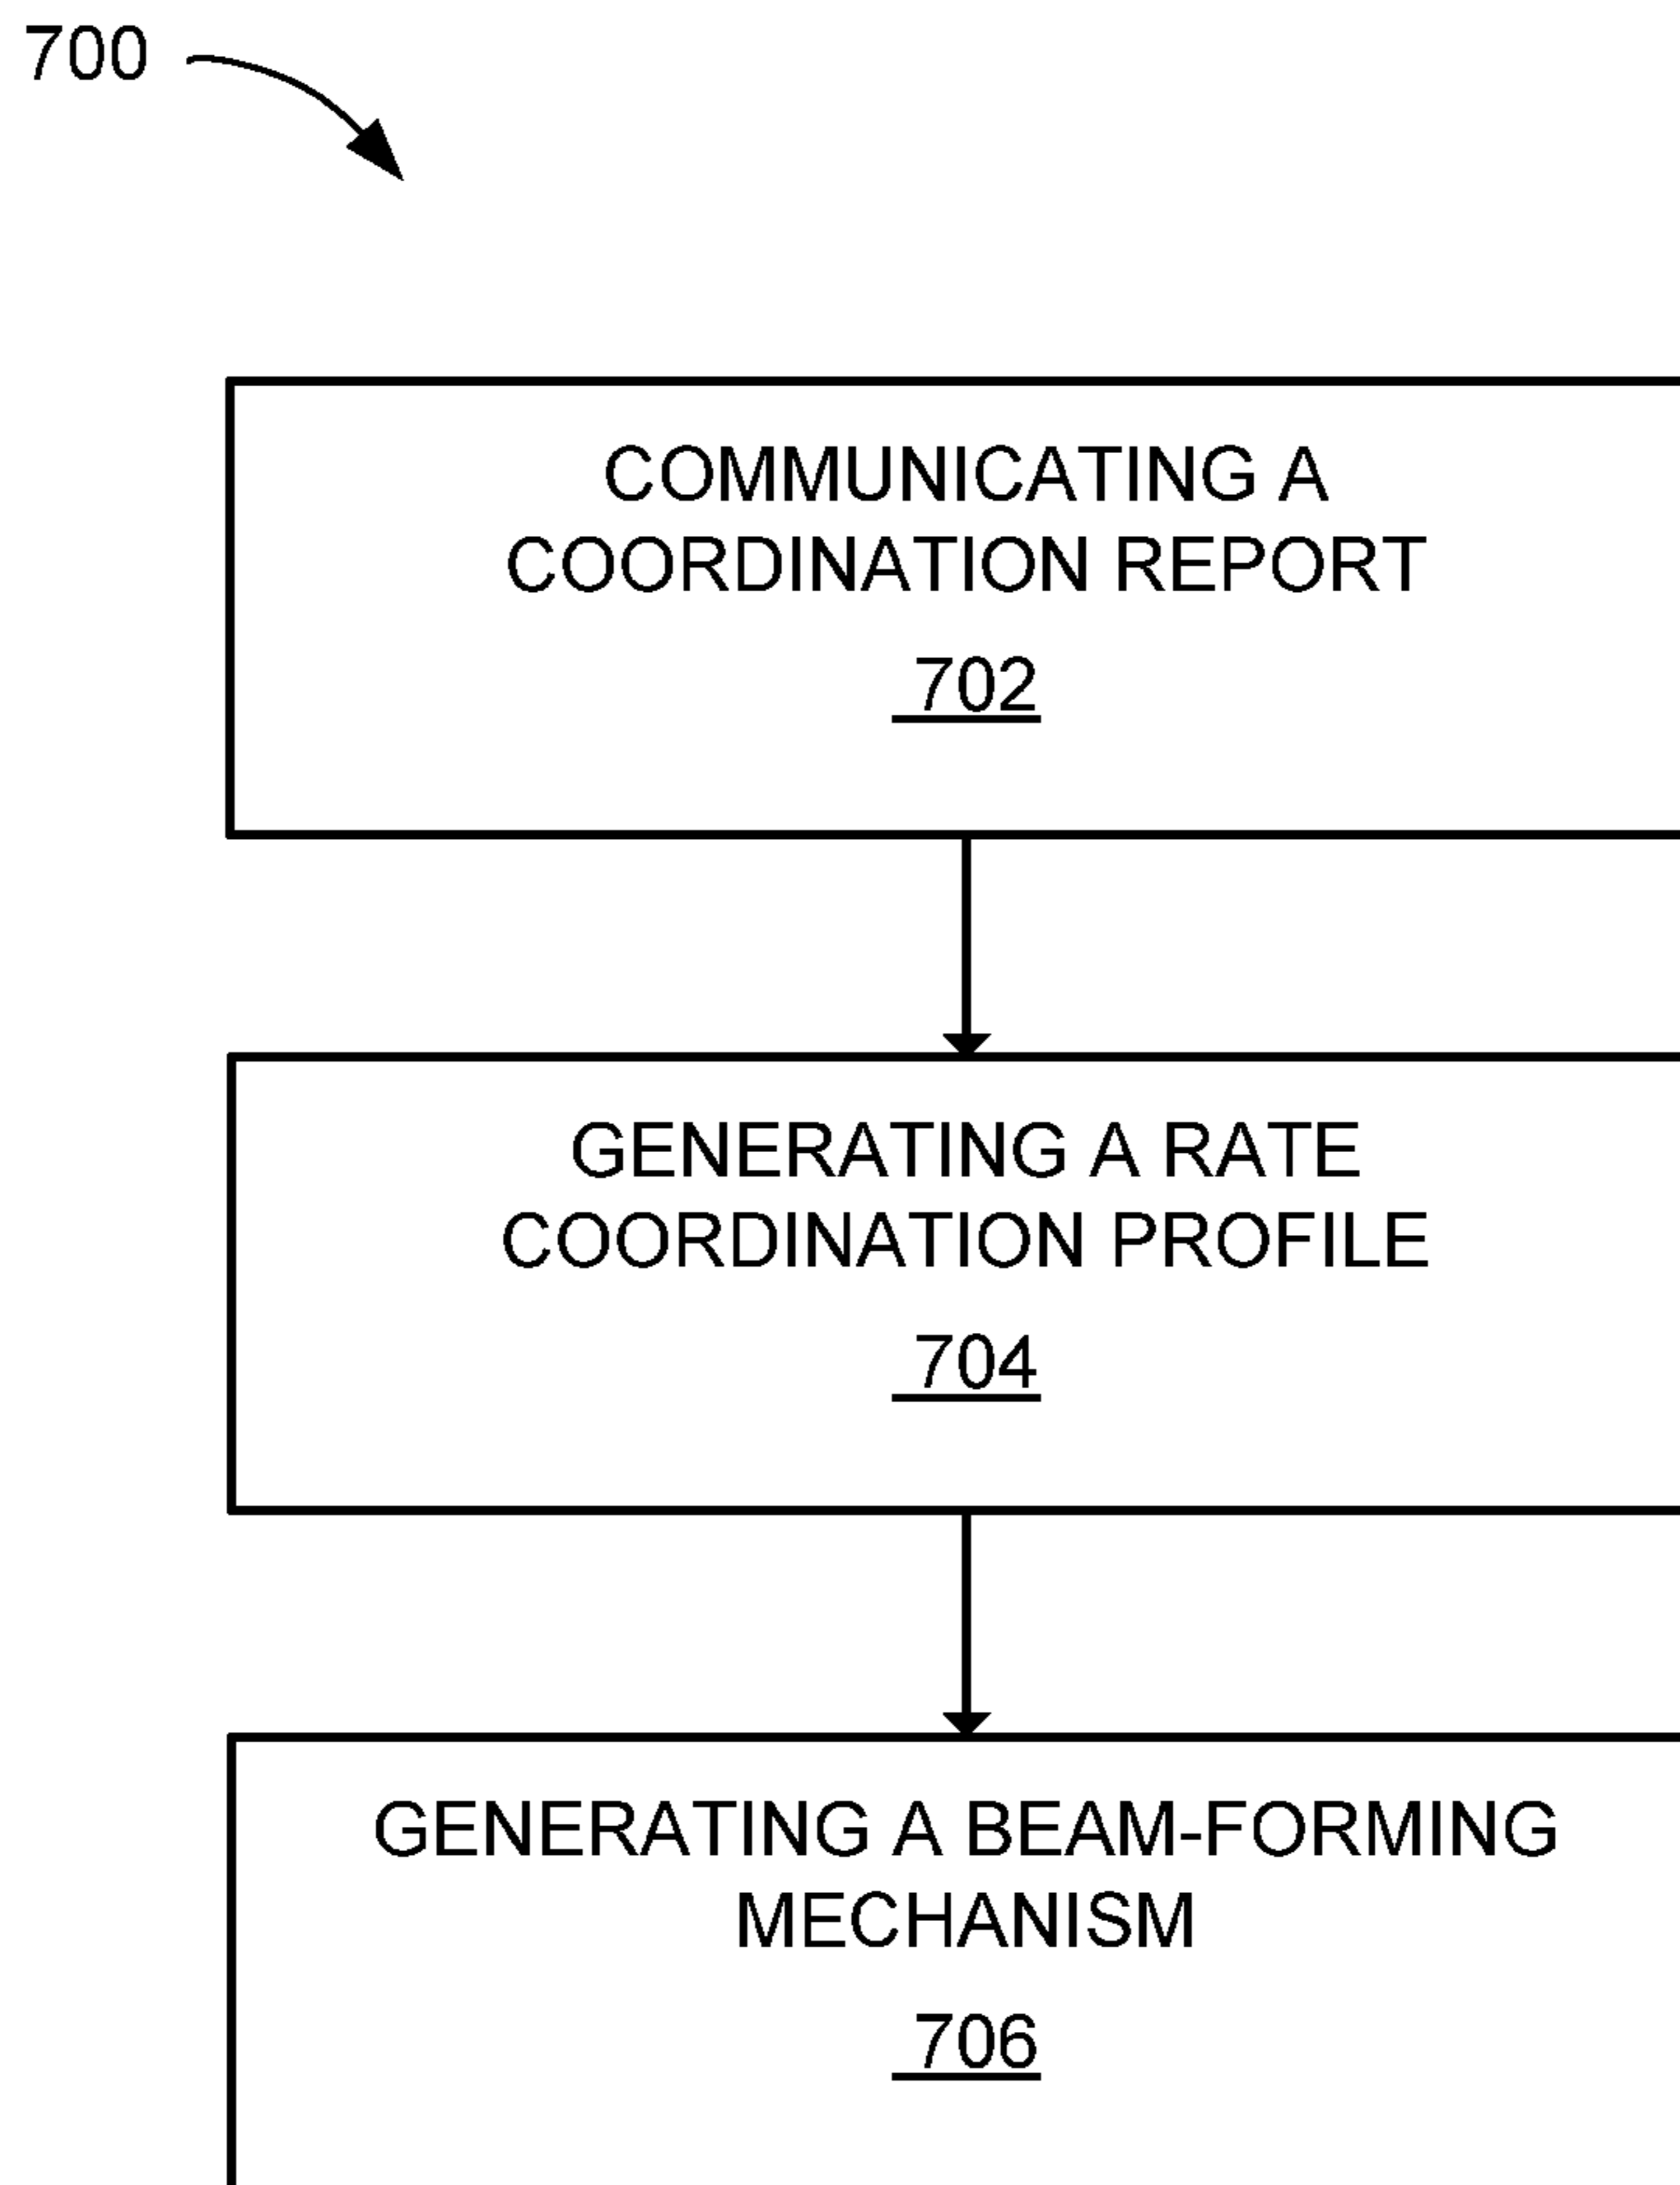 700
COMMUNICATING A
COORDINATION REPORT
702
GENERATING A RATE
COORDINATION PROFILE
704
GENERATING A BEAM-FORMING
MECHANISM
706